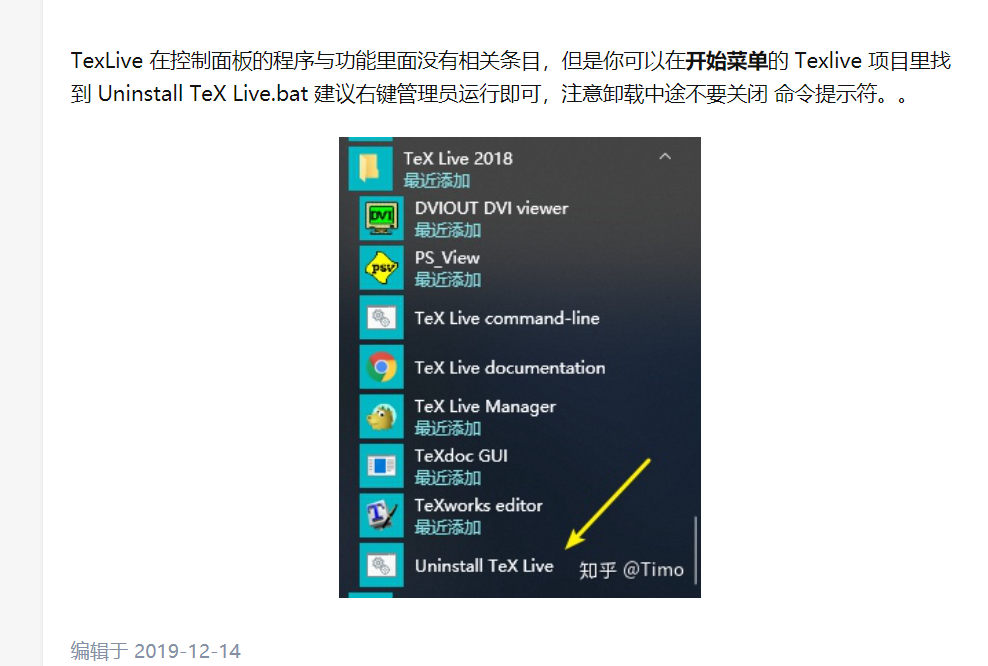 TexLive 在控制面板的程序与功能里面没有相关条目，但是你可以在开始菜单的 Texlive 项目里找
到 Uninstall TeX Live.bat 建议右键管理员运行即可，注意卸载中途不要关闭 命令提示符。。
TeX Live 2018
最近添加
DVI
DVIOUT DVI viewer
最近添加
PSV
PS_View
最近添加
TeX Live command-line
TeX Live documentation
TeX Live Manager
最近添加
TeXdoc GUI
最近添加
TeXworks editor
最近添加
Uninstall TeX Live
知乎 @Timo
编辑于 2019-12-14